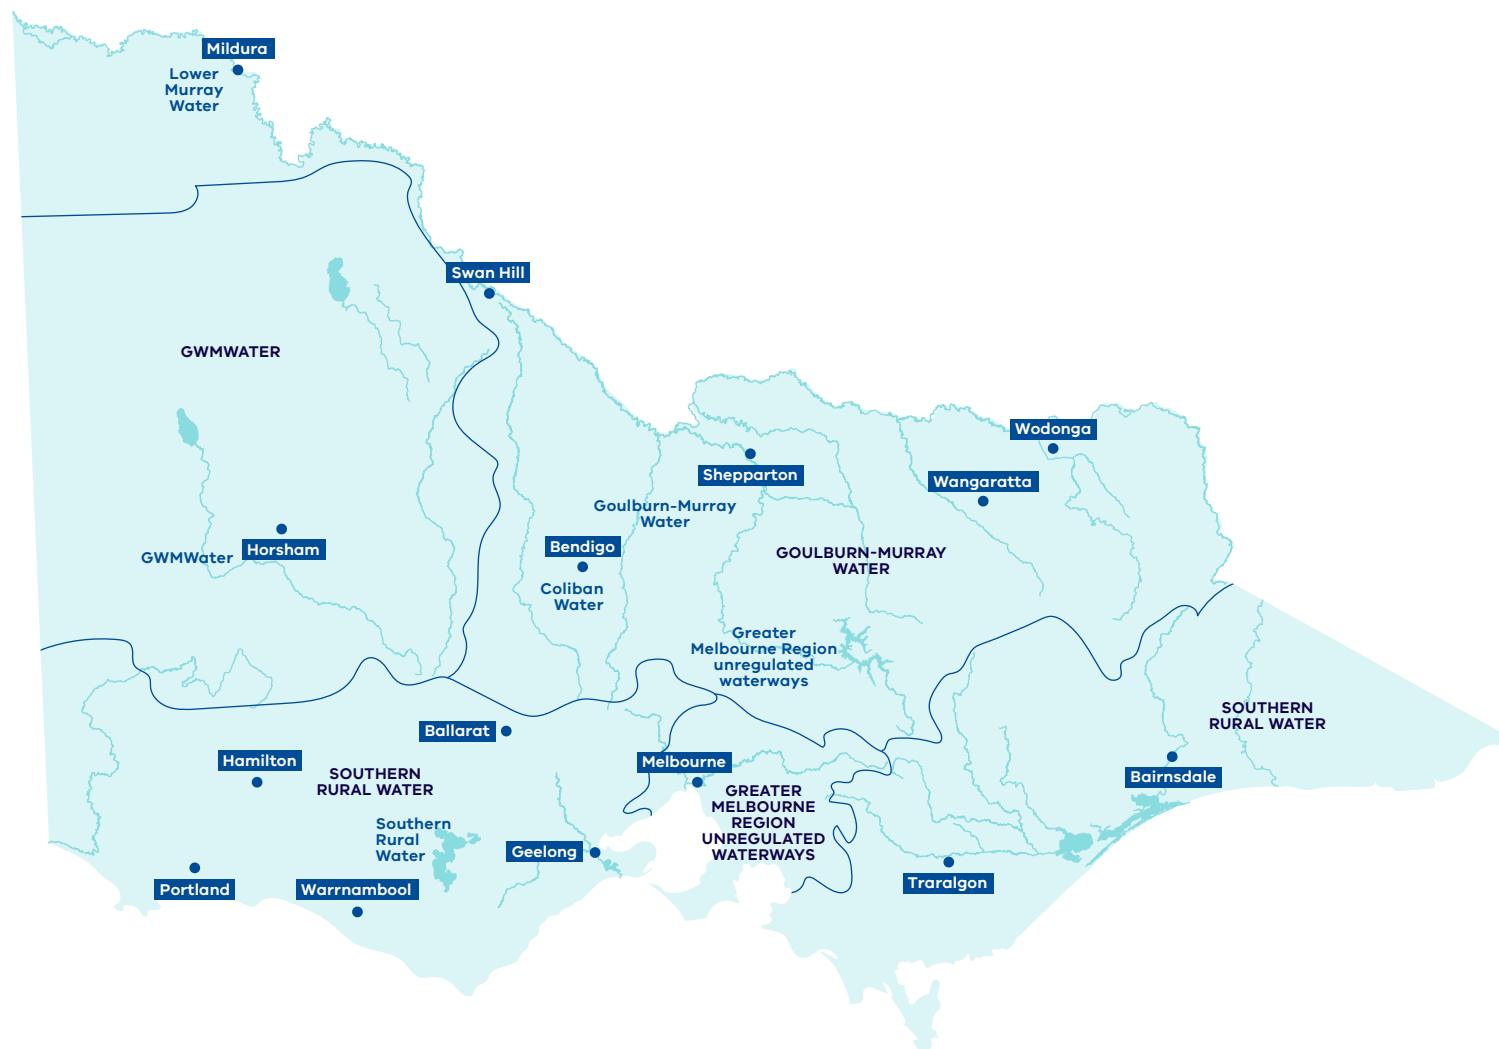 Mildura
Lower
Murray
Water
Swan Hill
GWMWATER
Wodonga
Shepparton
Wangaratta
Goulburn-Murray
Water
Horsham
GWMWater
Bendigo
Coliban
Water
GOULBURN-MURRAY
WATER
Greater
Melbourne Region
unregulated
waterways
SOUTHERN
RURAL WATER
Ballarat
Hamilton
SOUTHERN
RURAL WATER
Melbourne
GREATER
MELBOURNE
REGION
UNREGULATED
WATERWAYS
Bairnsdale
Southern
Rural
Water
Geelong
Portland
Warrnambool
Traralgon